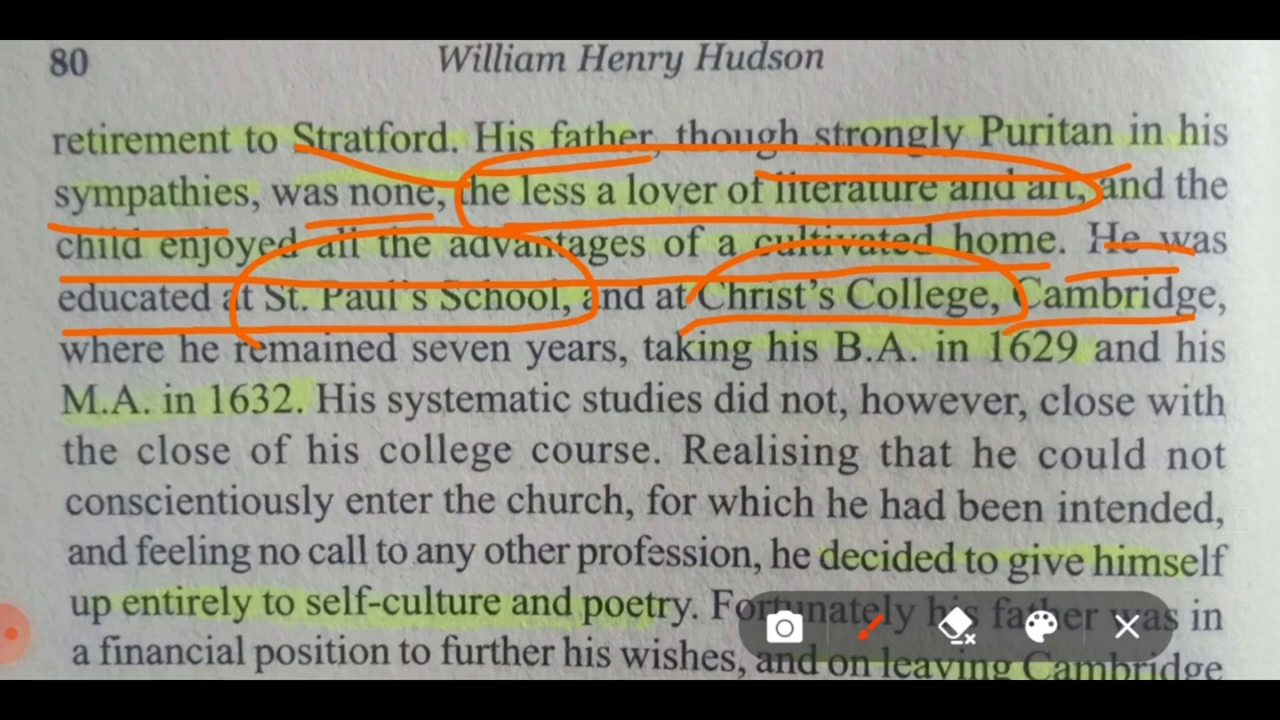 80
William Henry Hudson
retirement to Stratford. His father, though strongly Puritan in his
sympathies, was none, the less a lover of literature and art, and the
child enjoyed all the advantages of a cultivated home. He was
educated at St. Paul's School, and at Christ's College, Cambridge,
where he remained seven years, taking his B.A. in 1629 and his
M.A. in 1632. His systematic studies did not, however, close with
the close of his college course. Realising that he could not
conscientiously enter the church, for which he had been intended,
and feeling no call to any other profession, he decided to give himself
up entirely to self-culture and poetry. Fortunately his father was in
a financial position to further his wishes, and on leaving Cambridge